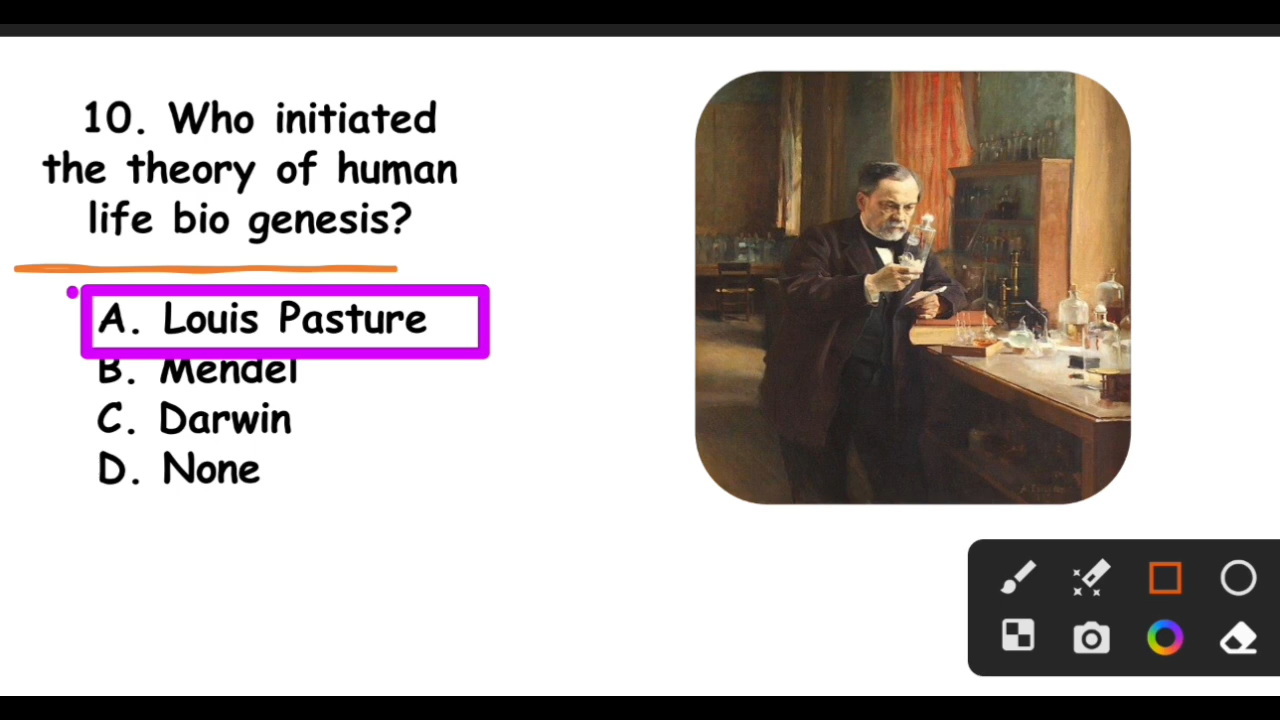 10. Who initiated
the theory of human
life bio genesis?
A. Louis Pasture
B. Mendel
C. Darwin
D. None